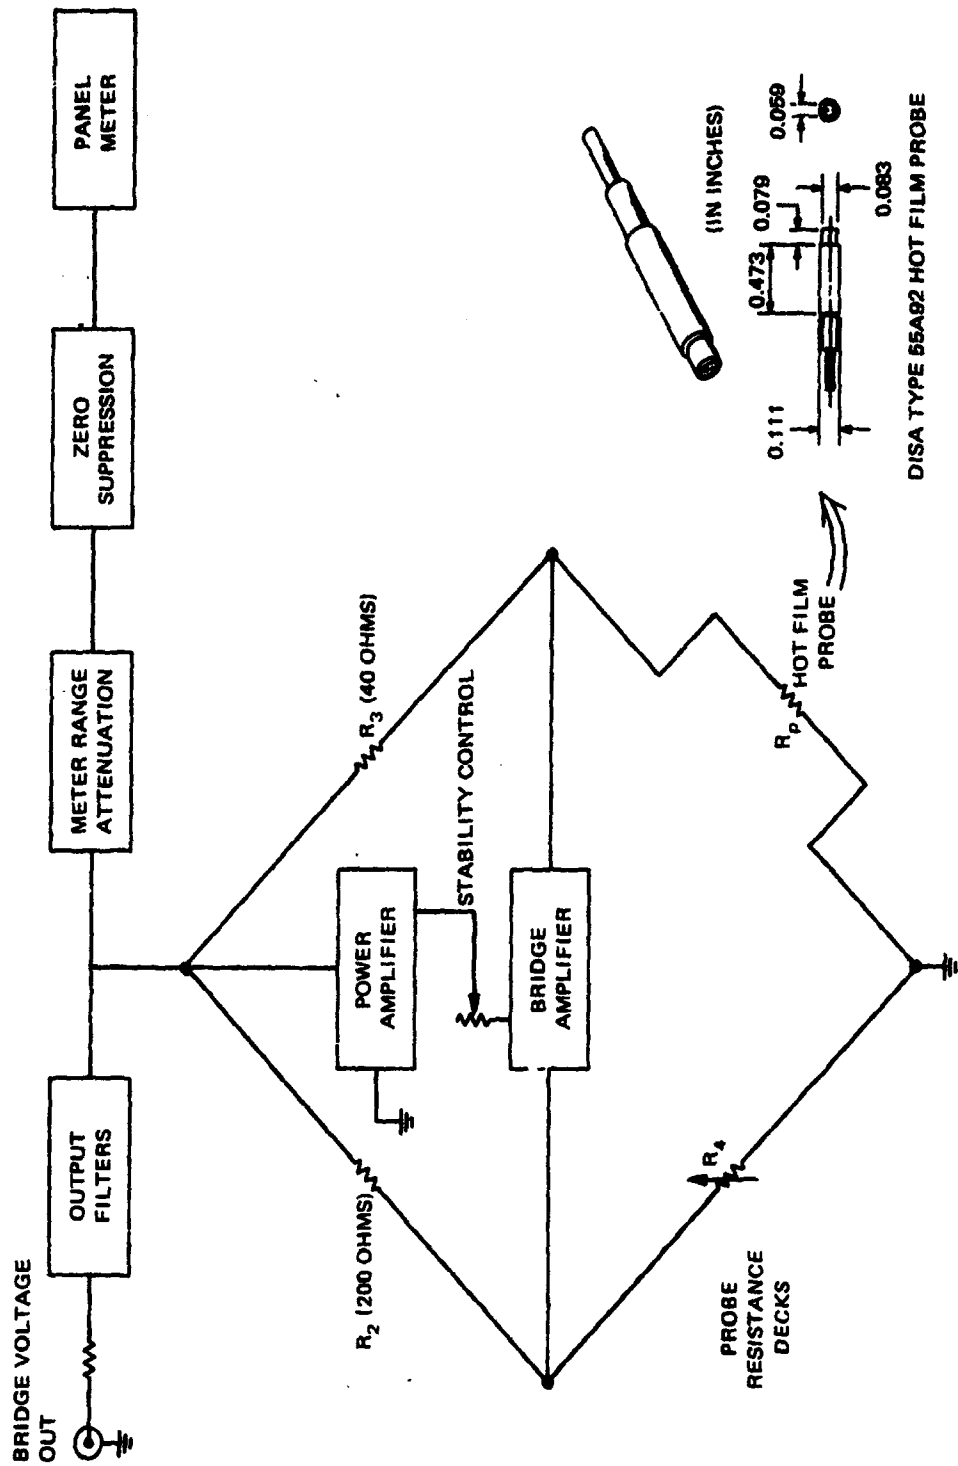 BRIDGE VOLTAGE
OUT
OUTPUT
FILTERS
METER RANGE
ATTENUATION
ZERO
SUPPRESSION
PANEL
METER
R2 (200 OHMS)
R3 (40 OHMS)
POWER
AMPLIFIER
STABILITY CONTROL
BRIDGE
AMPLIFIER
PROBE
RESISTANCE
DECKS
R4
Rp
HOT FILM
PROBE
(IN INCHES)
0.111
0.473
0.079
0.059
0.083
DISA TYPE 55A92 HOT FILM PROBE